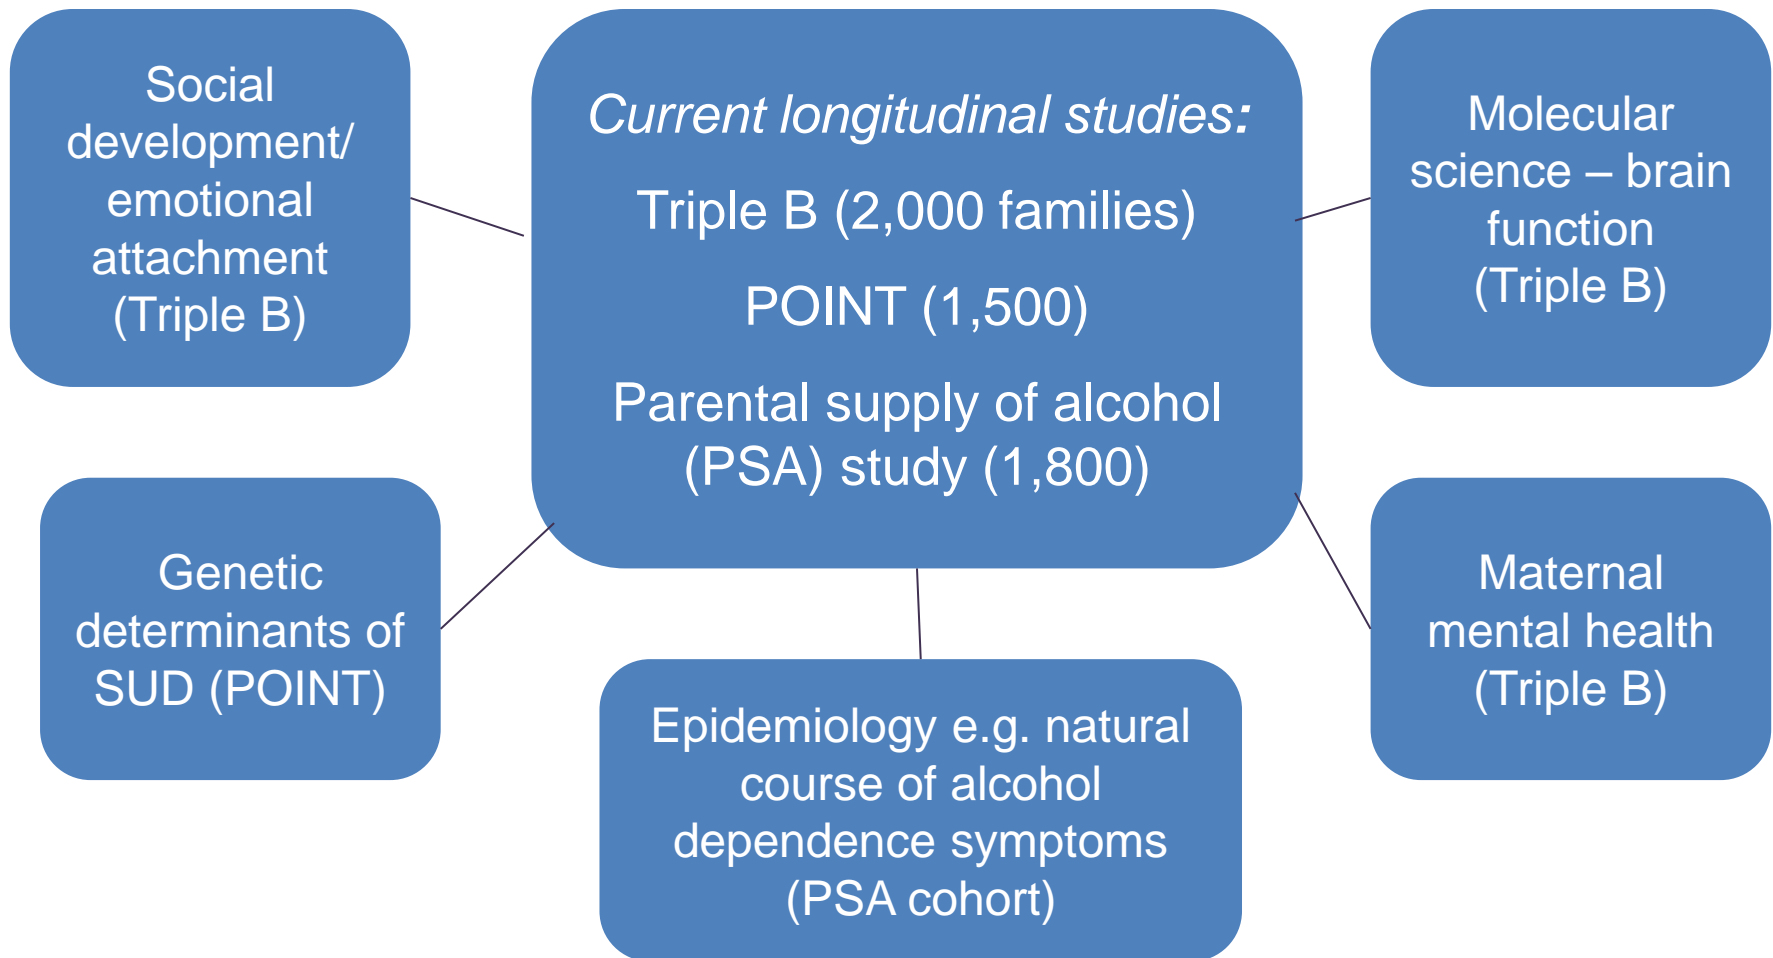 Social
development/
emotional
attachment
(Triple B)
Current longitudinal studies:
Triple B (2,000 families)
POINT (1,500)
Parental supply of alcohol
(PSA) study (1,800)
Molecular
science – brain
function
(Triple B)
Genetic
determinants of
SUD (POINT)
Epidemiology e.g. natural
course of alcohol
dependence symptoms
(PSA cohort)
Maternal
mental health
(Triple B)